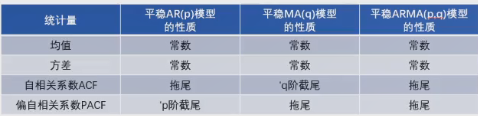 统计量 平稳AR(p)模型的性质 平稳MA(q)模型的性质 平稳ARMA(p,q)模型的性质
均值 常数 常数 常数
方差 常数 常数 常数
自相关系数ACF 拖尾 'q阶截尾 拖尾
偏自相关系数PACF 'p阶截尾 拖尾 拖尾